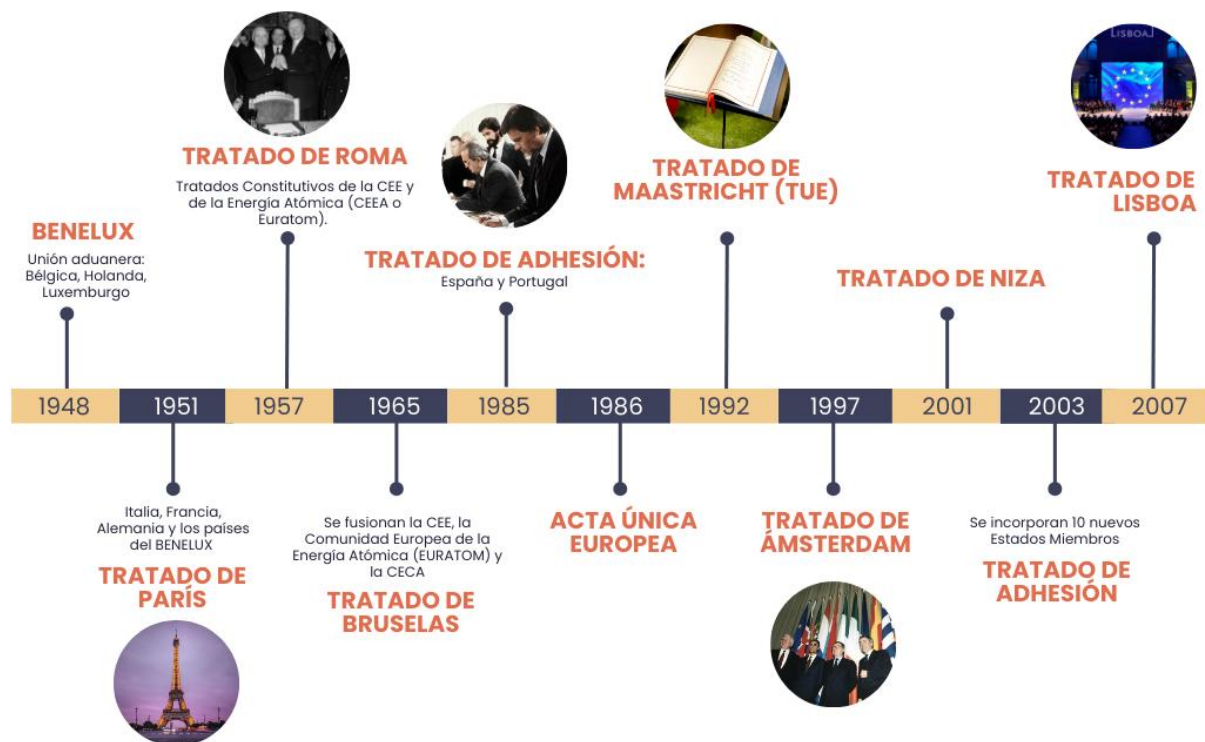 LISBOA
TRATADO DE ROMA
Tratados Constitutivos de la CEE y
de la Energía Atómica (CEEA o
Euratom).
TRATADO DE
MAASTRICHT (TUE)
TRATADO DE
LISBOA
BENELUX
Unión aduanera:
Bélgica, Holanda,
Luxemburgo
TRATADO DE ADHESIÓN:
España y Portugal
TRATADO DE NIZA
1948
1951
1957
1965
1985
1986
1992
1997
2001
2003
2007
Italia, Francia,
Alemania y los países
del BENELUX
TRATADO DE
PARÍS
Se fusionan la CEE, la
Comunidad Europea de la
Energía Atómica (EURATOM) y
la CECA
TRATADO DE
BRUSELAS
ACTA ÚNICA
EUROPEA
TRATADO DE
ÁMSTERDAM
Se incorporan 10 nuevos
Estados Miembros
TRATADO DE
ADHESIÓN